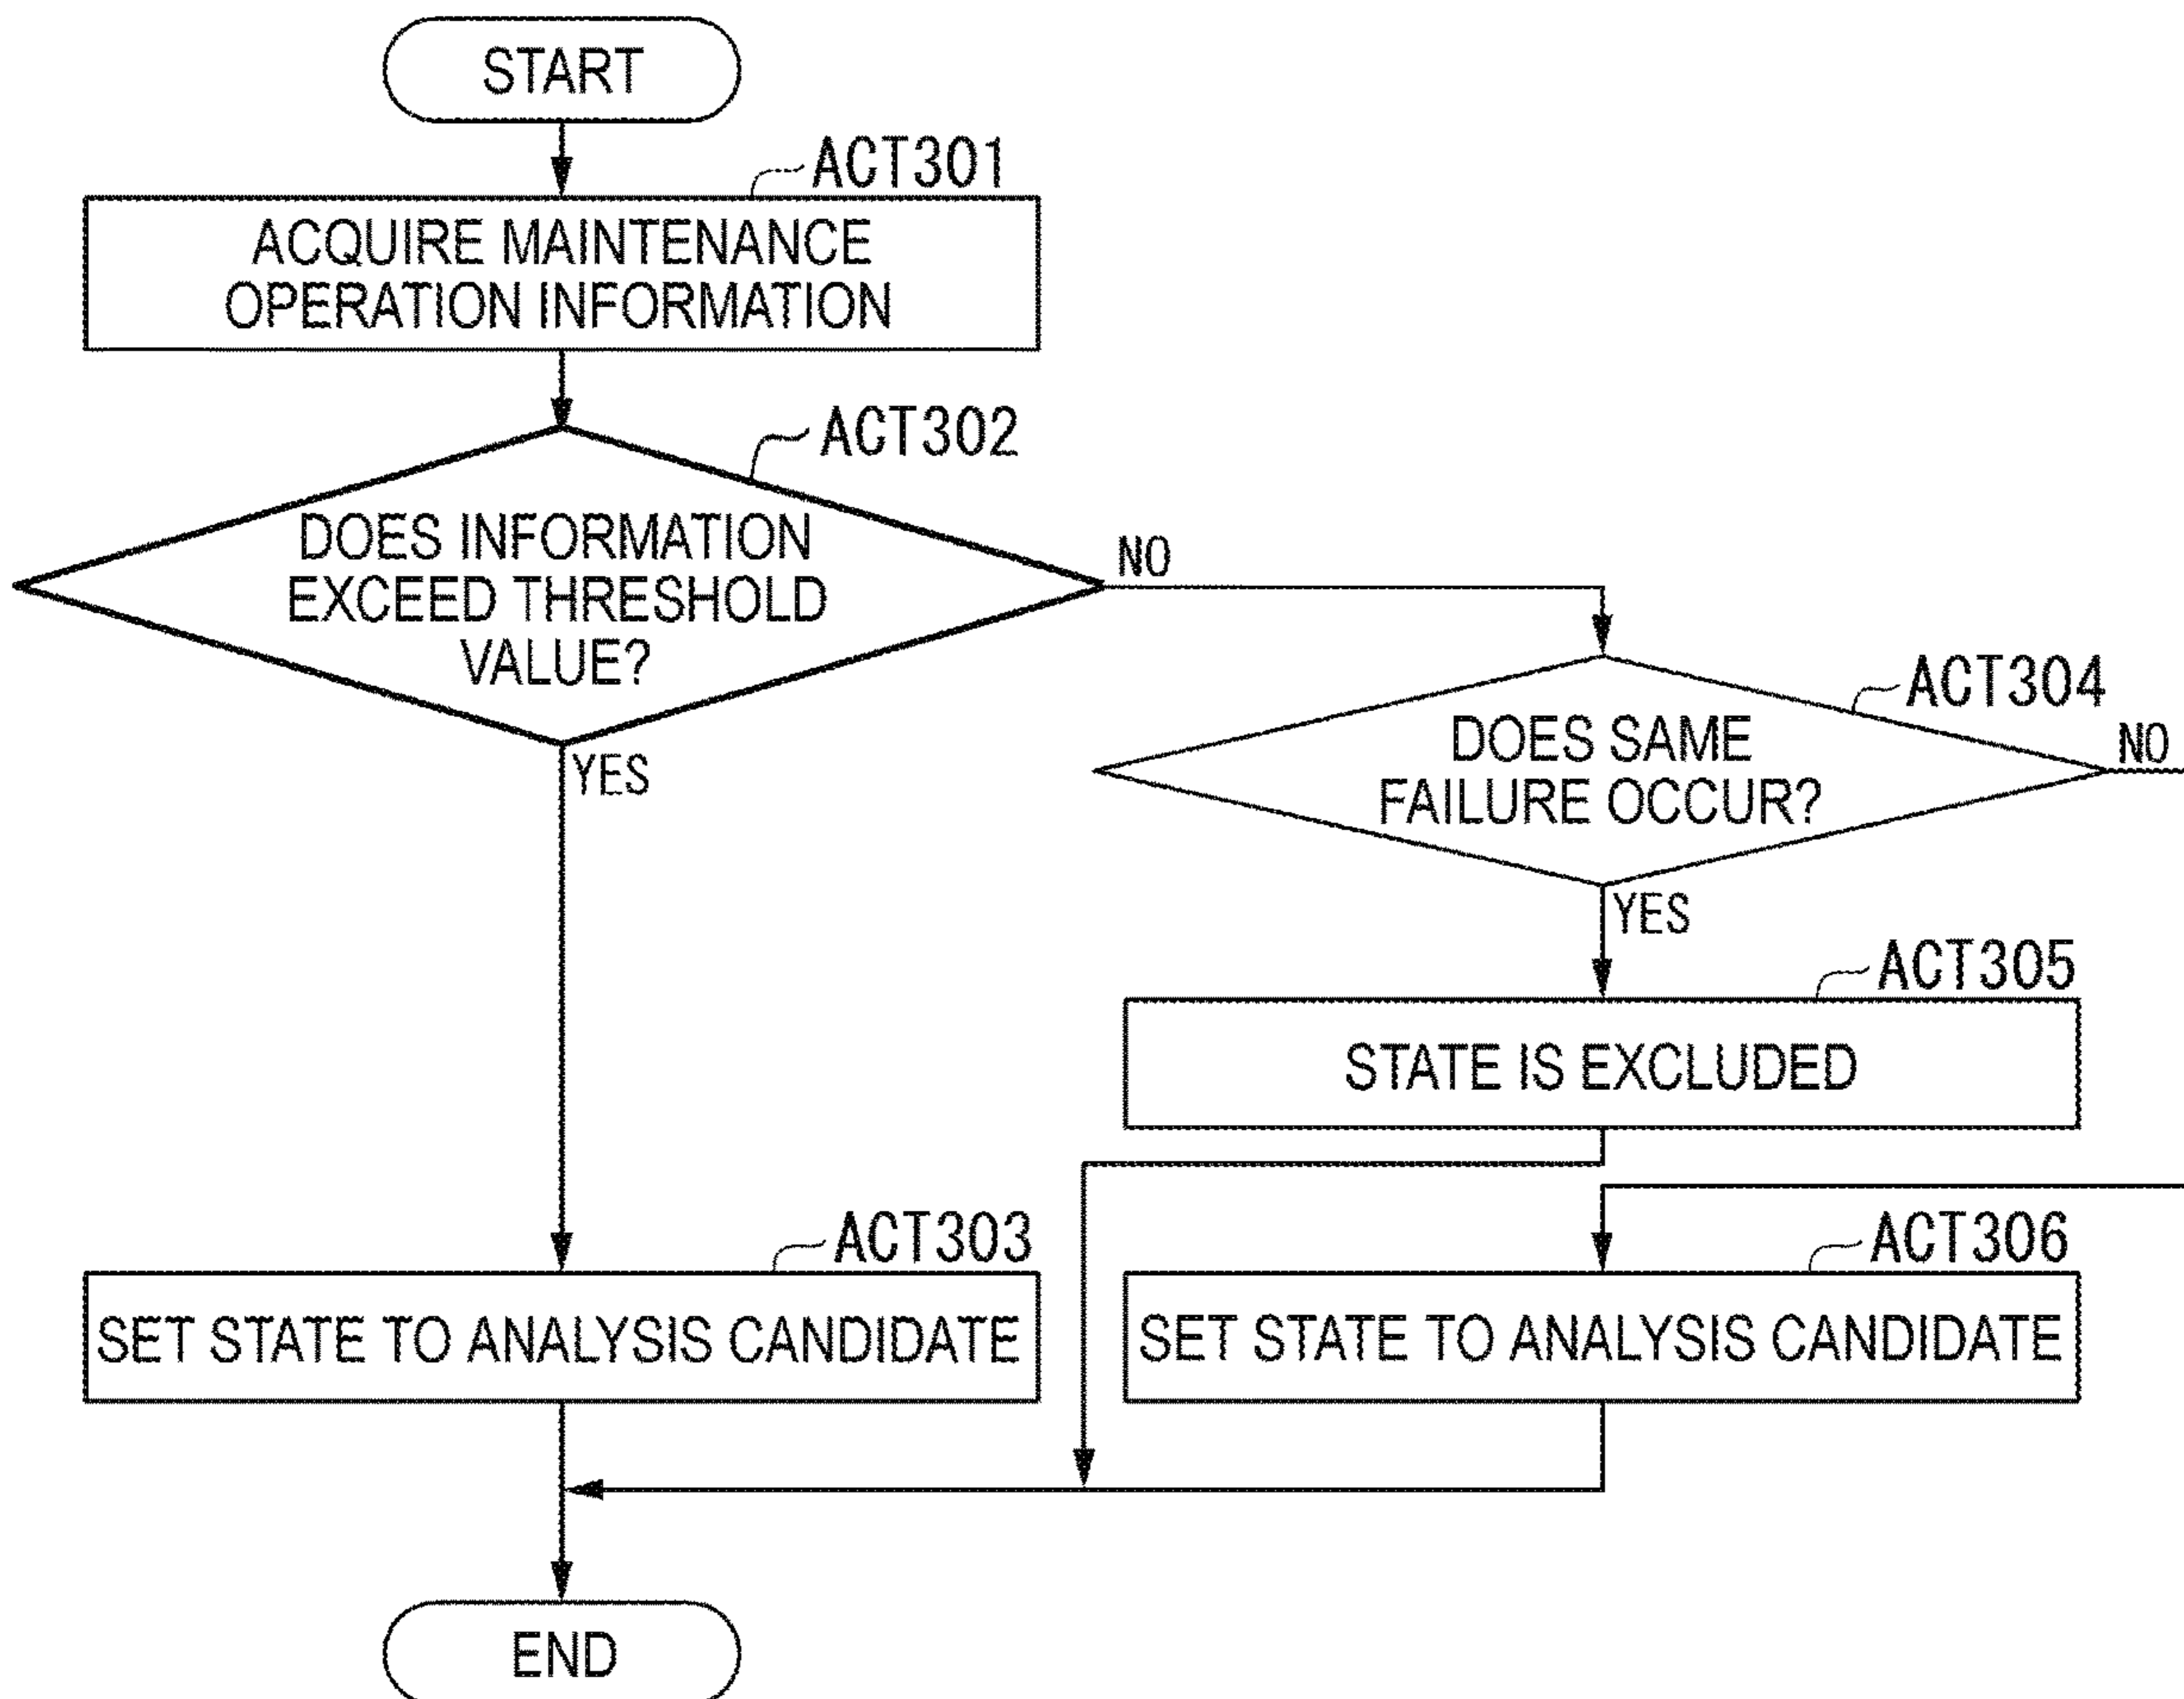 START
ACT301
ACQUIRE MAINTENANCE
OPERATION INFORMATION
ACT302
DOES INFORMATION
EXCEED THRESHOLD
VALUE?
NO
YES
ACT304
DOES SAME
FAILURE OCCUR?
NO
YES
ACT305
STATE IS EXCLUDED
ACT303
SET STATE TO ANALYSIS CANDIDATE
ACT306
SET STATE TO ANALYSIS CANDIDATE
END